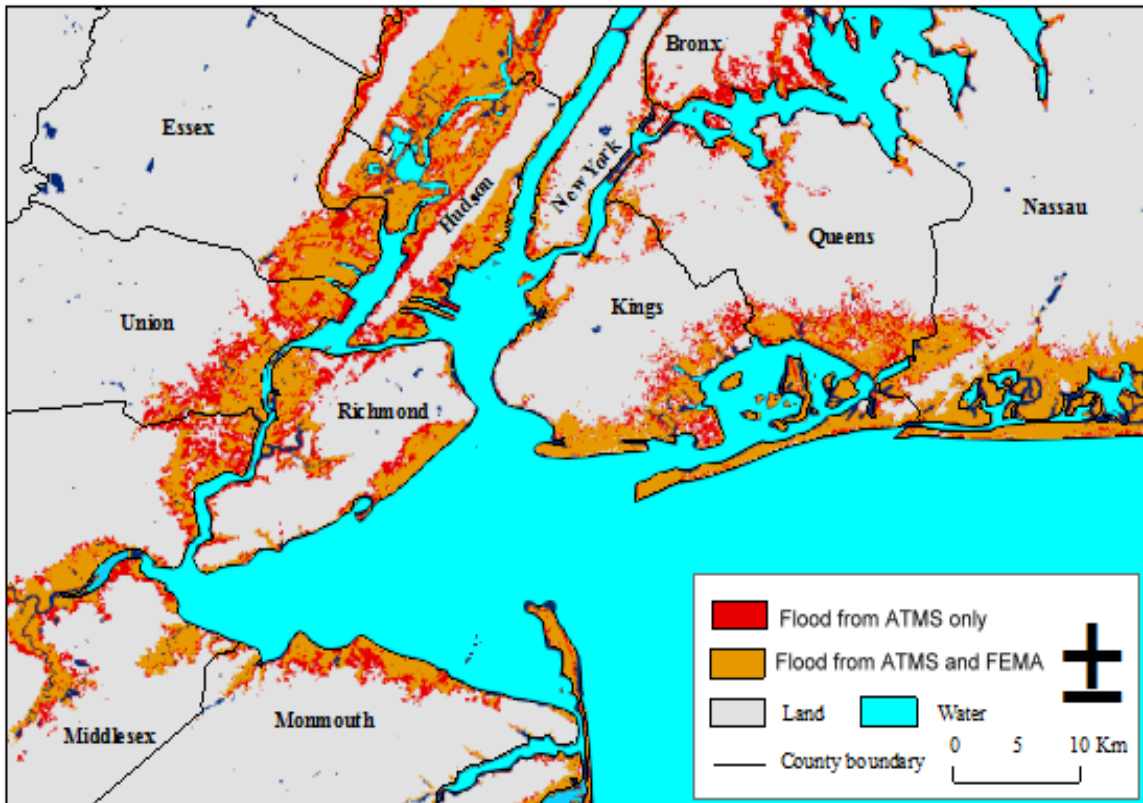 Bronx
Essex
New York
Hudson
Nassau
Queens
Kings
Union
Richmond
Flood from ATMS only
Flood from ATMS and FEMA
Land Water
Middlesex
Monmouth
County boundary
0 5 10 Km